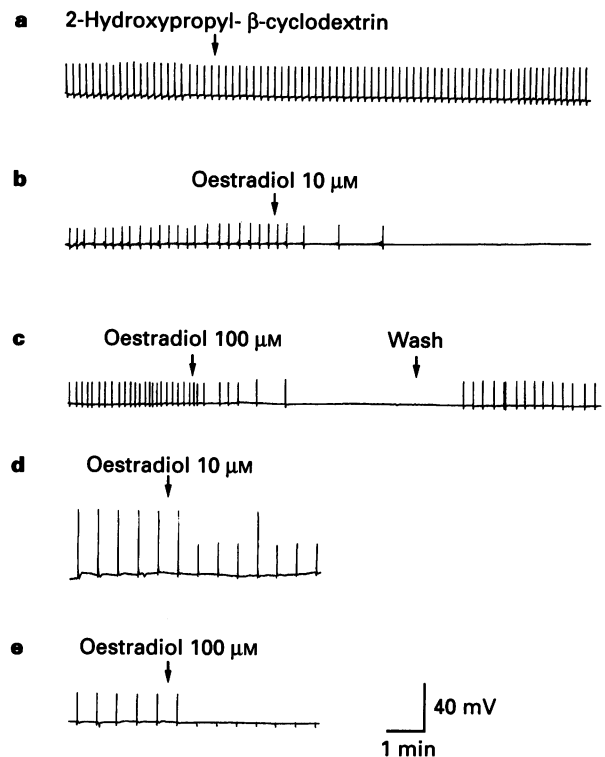 a 2-Hydroxypropyl- β-cyclodextrin
b Oestradiol 10 μM
c Oestradiol 100 μM Wash
d Oestradiol 10 μM
e Oestradiol 100 μM
40 mV
1 min